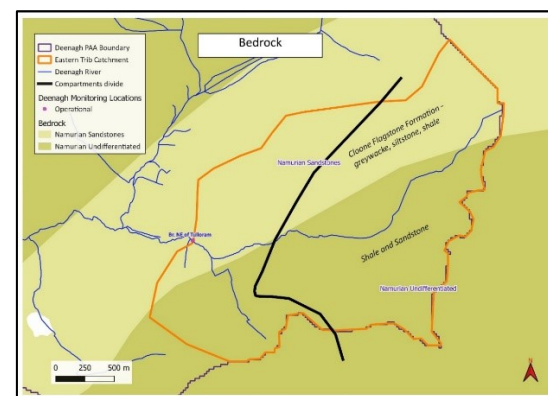 Bedrock
Deenagh PAA Boundary
Eastern Trib Catchment
Deenagh River
Compartments divide
Deenagh Monitoring Locations
Operational
Bedrock
Namurian Sandstones
Namurian Undifferentiated
Cloone Flagstone Formation -
greywacke, siltstone, shale
Namurian Sandstones
Br. NE of Tulloram
Shale and Sandstone
Namurian Undifferentiated
0 250 500 m
N